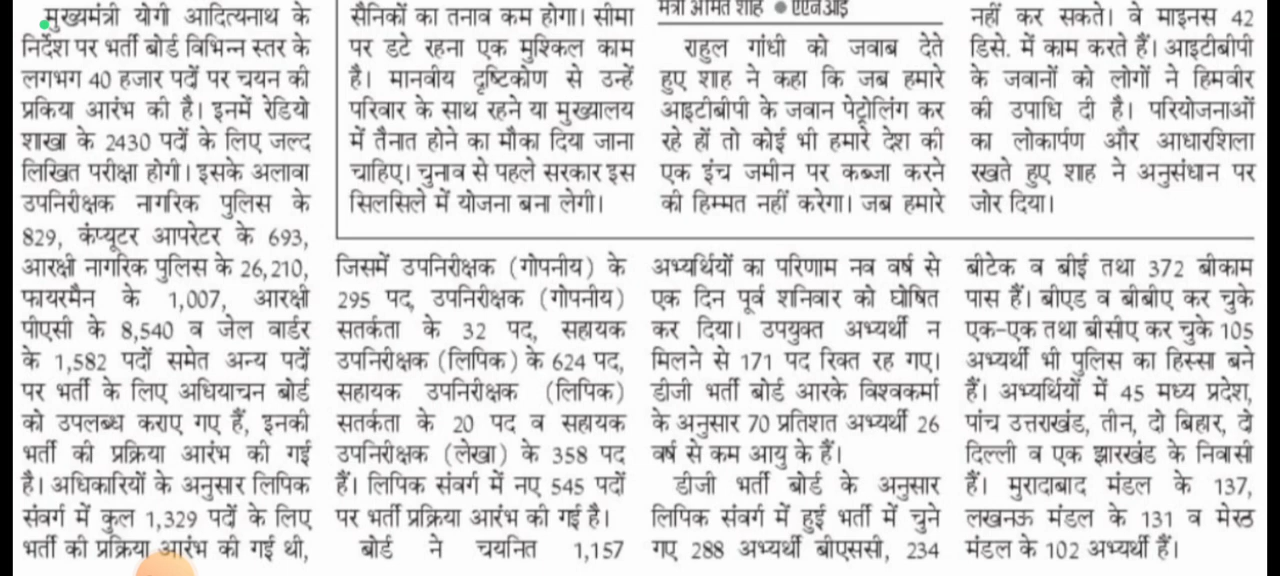 मुख्यमंत्री योगी आदित्यनाथ के
निर्देश पर भर्ती बोर्ड विभिन्न स्तर के
लगभग 40 हजार पदों पर चयन की
प्रकिया आरंभ की है। इनमें रेडियो
शाखा के 2430 पदों के लिए जल्द
लिखित परीक्षा होगी। इसके अलावा
उपनिरीक्षक नागरिक पुलिस के
829, कंप्यूटर आपरेटर के 693,
आरक्षी नागरिक पुलिस के 26,210,
फायरमैन के 1,007, आरक्षी
पीएसी के 8,540 व जेल वार्डर
के 1,582 पदों समेत अन्य पदों
पर भर्ती के लिए अधियाचन बोर्ड
को उपलब्ध कराए गए हैं, इनकी
भर्ती की प्रक्रिया आरंभ की गई
है। अधिकारियों के अनुसार लिपिक
संवर्ग में कुल 1,329 पदों के लिए
भर्ती की प्रक्रिया आरंभ की गई थी,
सैनिकों का तनाव कम होगा। सीमा
पर डटे रहना एक मुश्किल काम
है। मानवीय दृष्टिकोण से उन्हें
परिवार के साथ रहने या मुख्यालय
में तैनात होने का मौका दिया जाना
चाहिए। चुनाव से पहले सरकार इस
सिलसिले में योजना बना लेगी।
मंत्री अमित शाह ● एएनआइ
राहुल गांधी को जवाब देते
हुए शाह ने कहा कि जब हमारे
आइटीबीपी के जवान पेट्रोलिंग कर
रहे हों तो कोई भी हमारे देश की
एक इंच जमीन पर कब्जा करने
की हिम्मत नहीं करेगा। जब हमारे
नहीं कर सकते। वे माइनस 42
डिसे. में काम करते हैं। आइटीबीपी
के जवानों को लोगों ने हिमवीर
की उपाधि दी है। परियोजनाओं
का लोकार्पण और आधारशिला
रखते हुए शाह ने अनुसंधान पर
जोर दिया।
जिसमें उपनिरीक्षक (गोपनीय) के
295 पद, उपनिरीक्षक (गोपनीय)
सतर्कता के 32 पद, सहायक
उपनिरीक्षक (लिपिक) के 624 पद,
सहायक उपनिरीक्षक (लिपिक)
सतर्कता के 20 पद व सहायक
उपनिरीक्षक (लेखा) के 358 पद
हैं। लिपिक संवर्ग में नए 545 पदों
पर भर्ती प्रक्रिया आरंभ की गई है।
बोर्ड ने चयनित 1,157
अभ्यर्थियों का परिणाम नव वर्ष से
एक दिन पूर्व शनिवार को घोषित
कर दिया। उपयुक्त अभ्यर्थी न
मिलने से 171 पद रिक्त रह गए।
डीजी भर्ती बोर्ड आरके विश्वकर्मा
के अनुसार 70 प्रतिशत अभ्यर्थी 26
वर्ष से कम आयु के हैं।
डीजी भर्ती बोर्ड के अनुसार
लिपिक संवर्ग में हुई भर्ती में चुने
गए 288 अभ्यर्थी बीएससी, 234
बीटेक व बीई तथा 372 बीकाम
पास हैं। बीएड व बीबीए कर चुके
एक-एक तथा बीसीए कर चुके 105
अभ्यर्थी भी पुलिस का हिस्सा बने
हैं। अभ्यर्थियों में 45 मध्य प्रदेश,
पांच उत्तराखंड, तीन, दो बिहार, दो
दिल्ली व एक झारखंड के निवासी
हैं। मुरादाबाद मंडल के 137,
लखनऊ मंडल के 131 व मेरठ
मंडल के 102 अभ्यर्थी हैं।